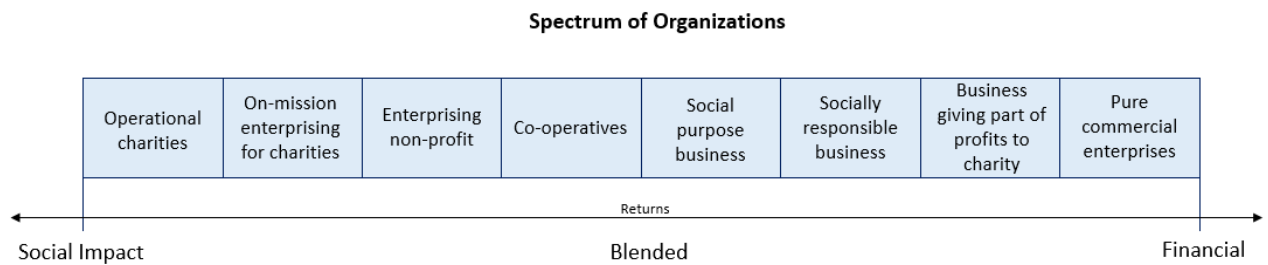 Spectrum of Organizations
Operational
charities
On-mission
enterprising
for charities
Enterprising
non-profit
Co-operatives
Social
purpose
business
Socially
responsible
business
Business
giving part of
profits to
charity
Pure
commercial
enterprises
Returns
Social Impact
Blended
Financial